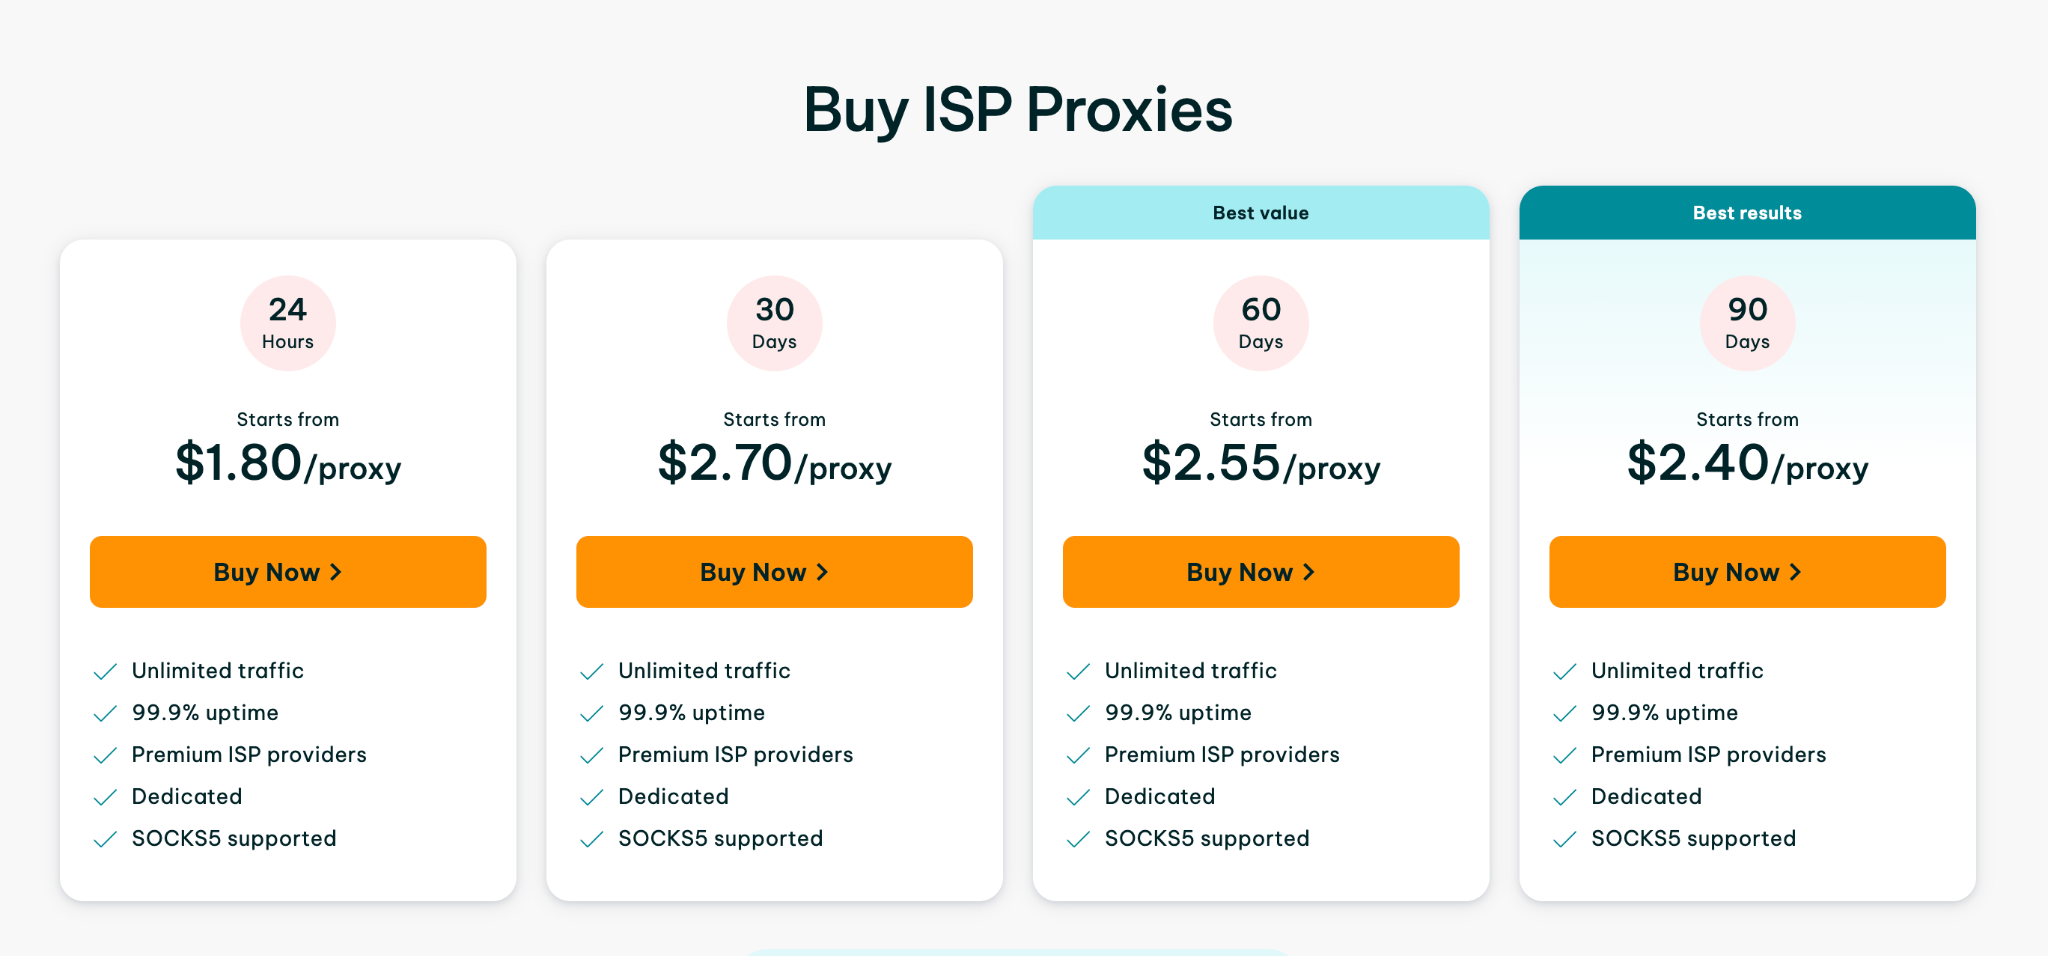 Buy ISP Proxies
24
Hours
Starts from
$1.80/proxy
Buy Now
Unlimited traffic
99.9% uptime
Premium ISP providers
Dedicated
SOCKS5 supported
30
Days
Starts from
$2.70/proxy
Buy Now
Unlimited traffic
99.9% uptime
Premium ISP providers
Dedicated
SOCKS5 supported
Best value
60
Days
Starts from
$2.55/proxy
Buy Now
Unlimited traffic
99.9% uptime
Premium ISP providers
Dedicated
SOCKS5 supported
Best results
90
Days
Starts from
$2.40/proxy
Buy Now
Unlimited traffic
99.9% uptime
Premium ISP providers
Dedicated
SOCKS5 supported